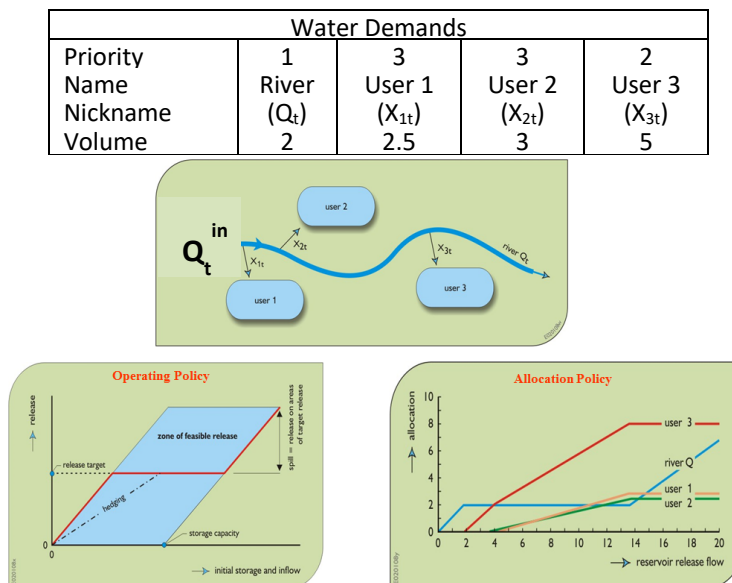 Water Demands
Priority 1 3 3 2
Name River User 1 User 2 User 3
Nickname (Qt) (X1t) (X2t) (X3t)
Volume 2 2.5 3 5
Qt in
user 2
X2t
X1t
user 1
X3t
user 3
river Qt
Operating Policy
release
spill = release on areas
of target release
zone of feasible release
release target
hedging
storage capacity
0
0
initial storage and inflow
Allocation Policy
allocation
10
8
6
4
2
0
user 3
river Q
user 1
user 2
0 2 4 6 8 10 12 14 16 18 20
reservoir release flow